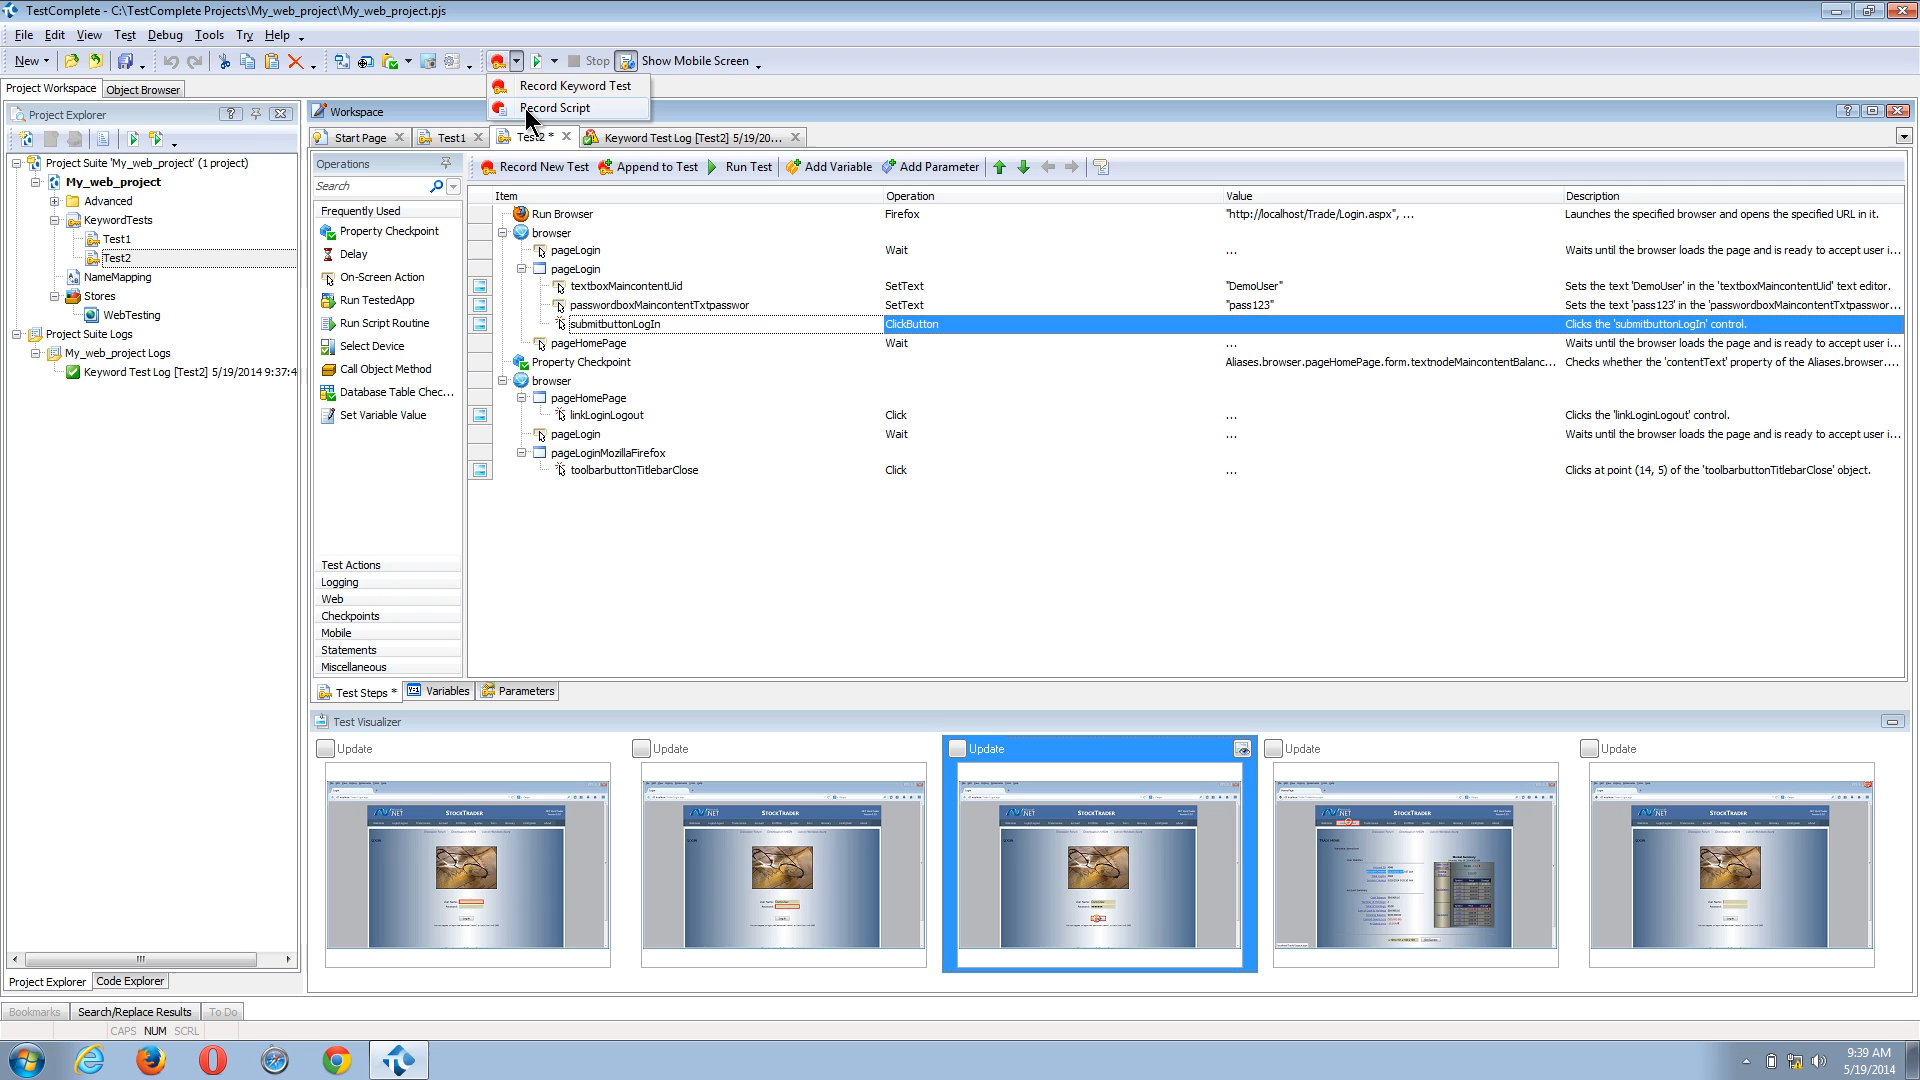 TestComplete - C:\TestComplete Projects\My_web_project\My_web_project.pjs
File Edit View Test Debug Tools Try Help
New Stop Show Mobile Screen
Project Workspace Object Browser
Record Keyword Test
Record Script
Project Explorer
Workspace
Start Page Test1 Test2 * Keyword Test Log [Test2] 5/19/20...
Operations
Record New Test Append to Test Run Test Add Variable Add Parameter
Search
Item Operation Value Description
Project Suite 'My_web_project' (1 project)
My_web_project
Advanced
KeywordTests
Test1
Test2
NameMapping
Stores
WebTesting
Project Suite Logs
My_web_project Logs
Keyword Test Log [Test2] 5/19/2014 9:37:4
Frequently Used
Property Checkpoint
Delay
On-Screen Action
Run TestedApp
Run Script Routine
Select Device
Call Object Method
Database Table Chec...
Set Variable Value
Test Actions
Logging
Web
Checkpoints
Mobile
Statements
Miscellaneous
Run Browser Firefox "http://localhost/Trade/Login.aspx", ... Launches the specified browser and opens the specified URL in it.
browser
pageLogin Wait ... Waits until the browser loads the page and is ready to accept user i...
pageLogin
textboxMaincontentUid SetText "DemoUser" Sets the text 'DemoUser' in the 'textboxMaincontentUid' text editor.
passwordboxMaincontentTxtpasswor SetText "pass123" Sets the text 'pass123' in the 'passwordboxMaincontentTxtpasswor...
submitbuttonLogIn ClickButton Clicks the 'submitbuttonLogIn' control.
pageHomePage Wait ... Waits until the browser loads the page and is ready to accept user i...
Property Checkpoint Aliases.browser.pageHomePage.form.textnodeMaincontentBalanc... Checks whether the 'contentText' property of the Aliases.browser....
browser
pageHomePage
linkLoginLogout Click ... Clicks the 'linkLoginLogout' control.
pageLogin Wait ... Waits until the browser loads the page and is ready to accept user i...
pageLoginMozillaFirefox
toolbarbuttonTitlebarClose Click ... Clicks at point (14, 5) of the 'toolbarbuttonTitlebarClose' object.
Test Steps * Variables Parameters
Test Visualizer
Update Update Update Update Update
.NET STOCKTRADER
.NET STOCKTRADER
.NET STOCKTRADER
.NET STOCKTRADER
.NET STOCKTRADER
Project Explorer Code Explorer
Bookmarks Search/Replace Results To Do
CAPS NUM SCRL
9:39 AM
5/19/2014